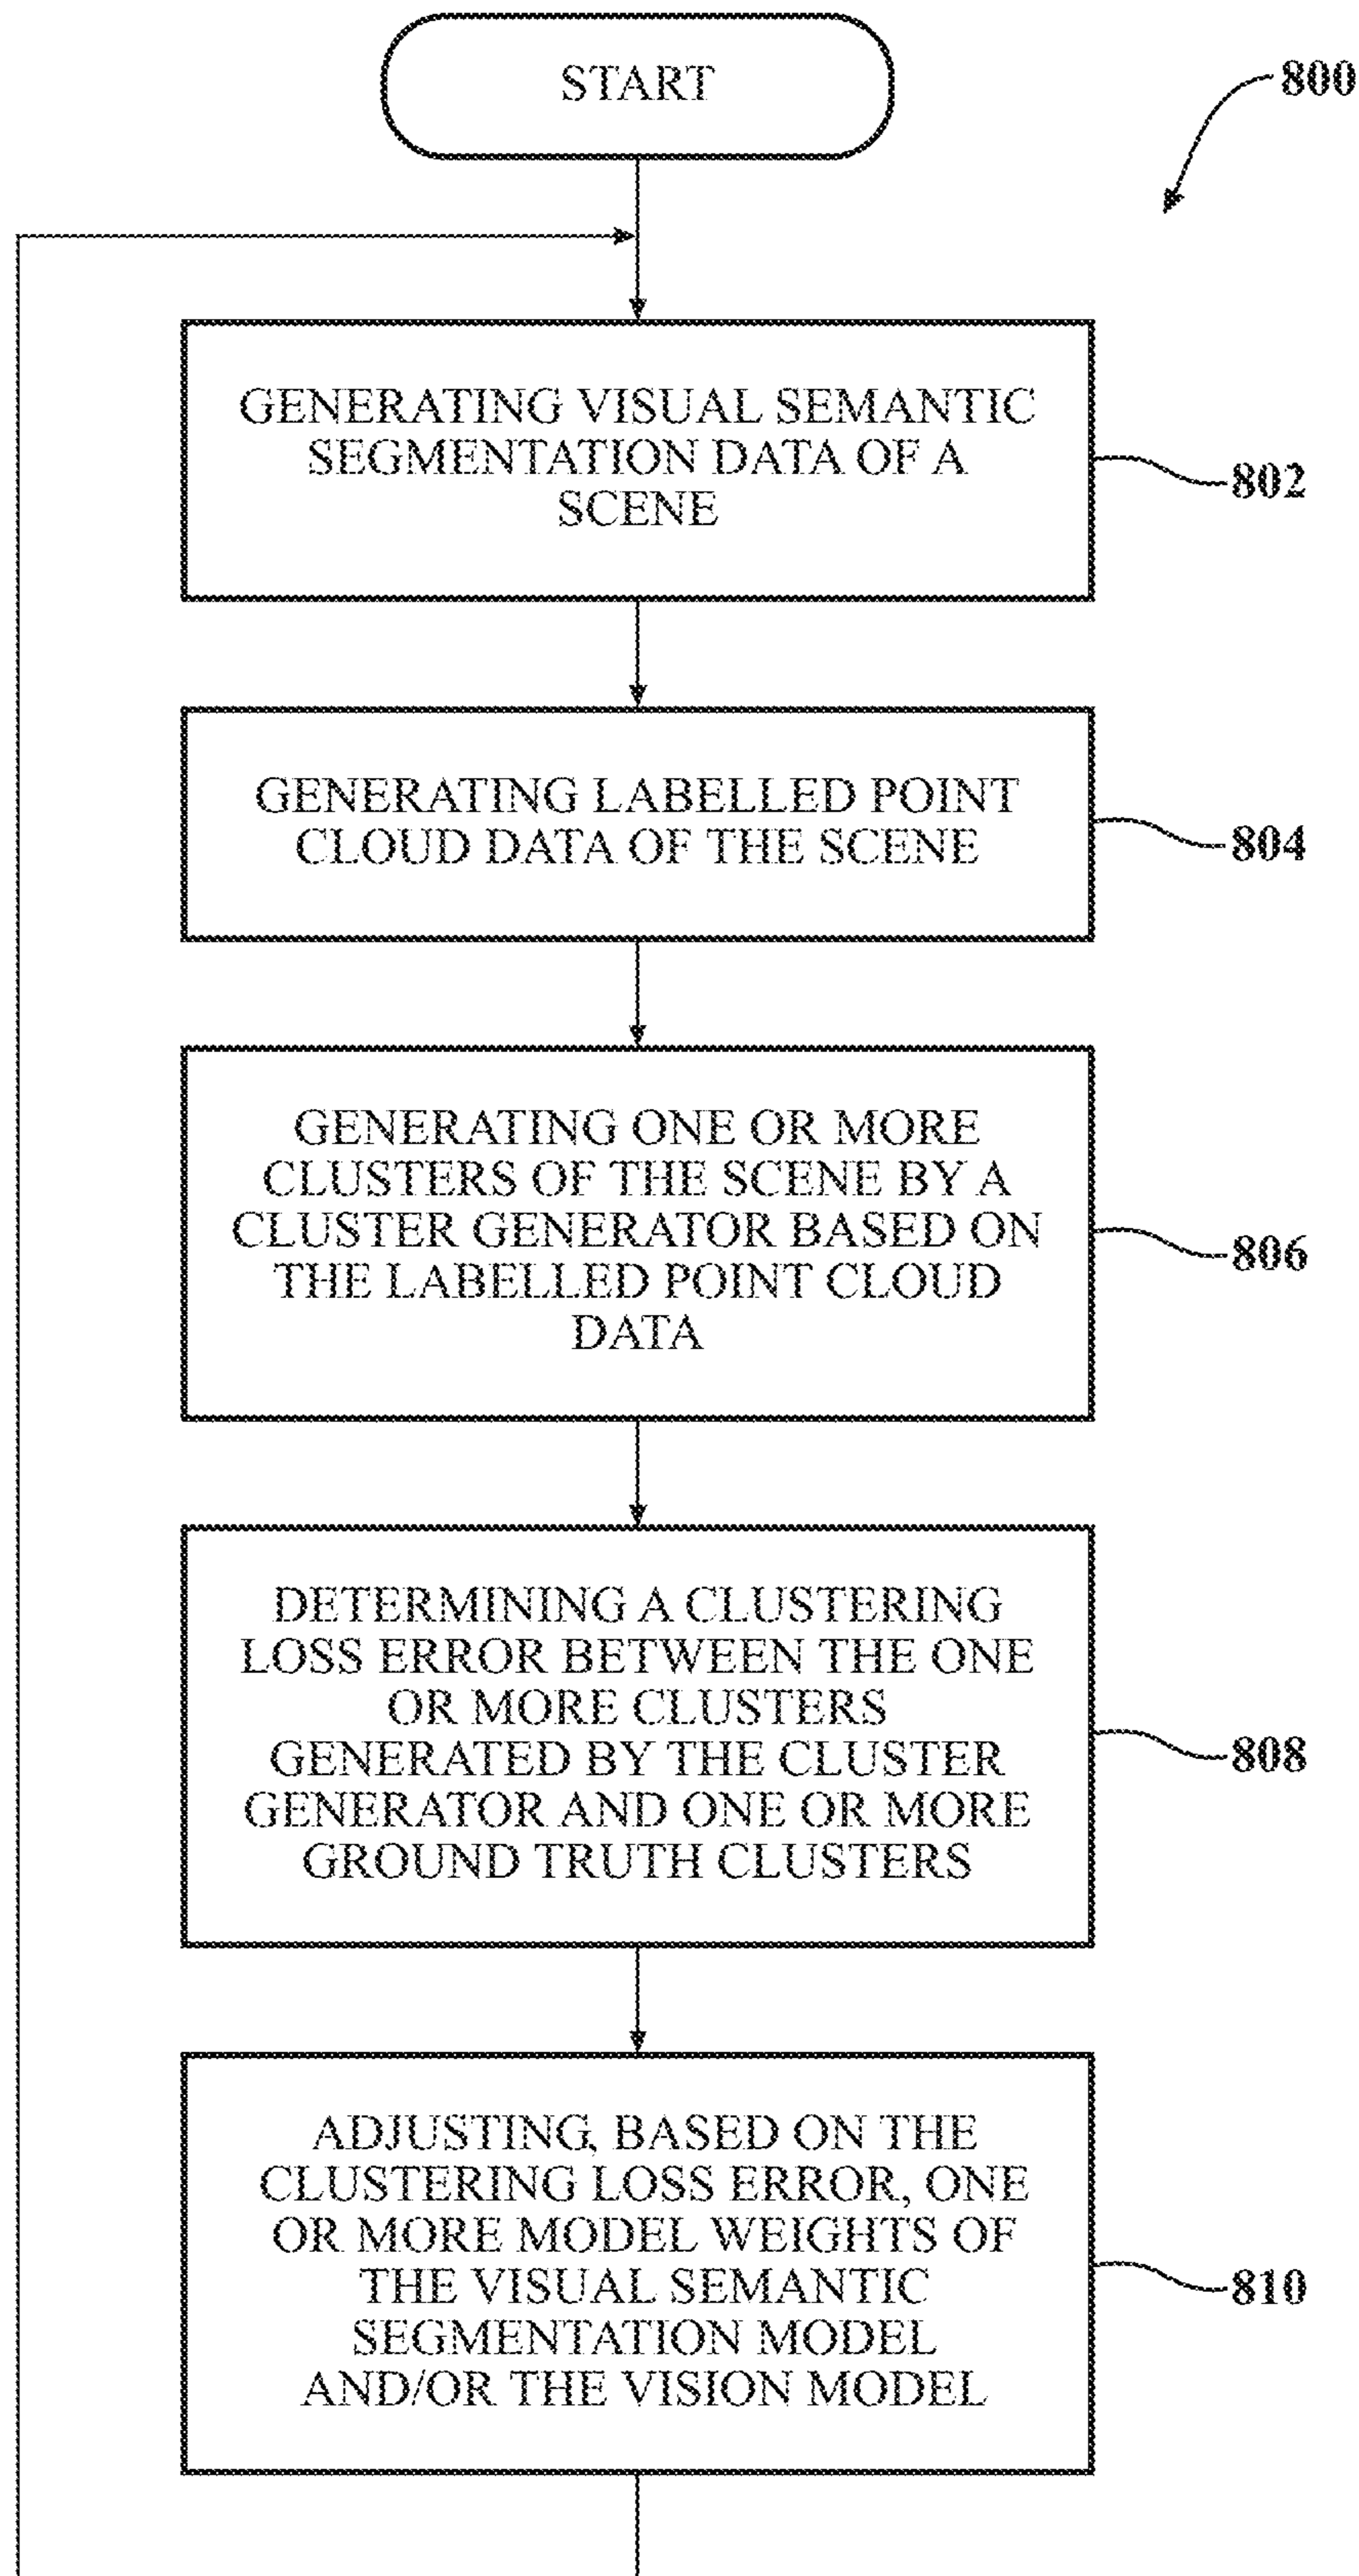 START
800
GENERATING VISUAL SEMANTIC
SEGMENTATION DATA OF A
SCENE
802
GENERATING LABELLED POINT
CLOUD DATA OF THE SCENE
804
GENERATING ONE OR MORE
CLUSTERS OF THE SCENE BY A
CLUSTER GENERATOR BASED ON
THE LABELLED POINT CLOUD
DATA
806
DETERMINING A CLUSTERING
LOSS ERROR BETWEEN THE ONE
OR MORE CLUSTERS
GENERATED BY THE CLUSTER
GENERATOR AND ONE OR MORE
GROUND TRUTH CLUSTERS
808
ADJUSTING, BASED ON THE
CLUSTERING LOSS ERROR, ONE
OR MORE MODEL WEIGHTS OF
THE VISUAL SEMANTIC
SEGMENTATION MODEL
AND/OR THE VISION MODEL
810